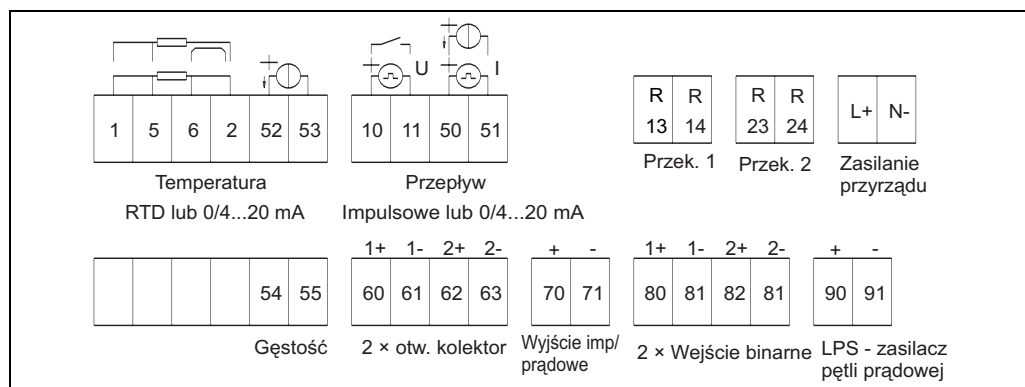 U I
1 5 6 2 52 53 10 11 50 51
R R R R
13 14 23 24 L+ N-
Temperatura Przepływ Przek. 1 Przek. 2 Zasilanie
przyrządu
RTD lub 0/4...20 mA Impulsowe lub 0/4...20 mA
1+ 1- 2+ 2- + - 1+ 1- 2+ 2- + -
54 55 60 61 62 63 70 71 80 81 82 81 90 91
Gęstość 2 × otw. kolektor Wyjście imp/ 2 × Wejście binarne LPS - zasilacz
prądowe pętli prądowej